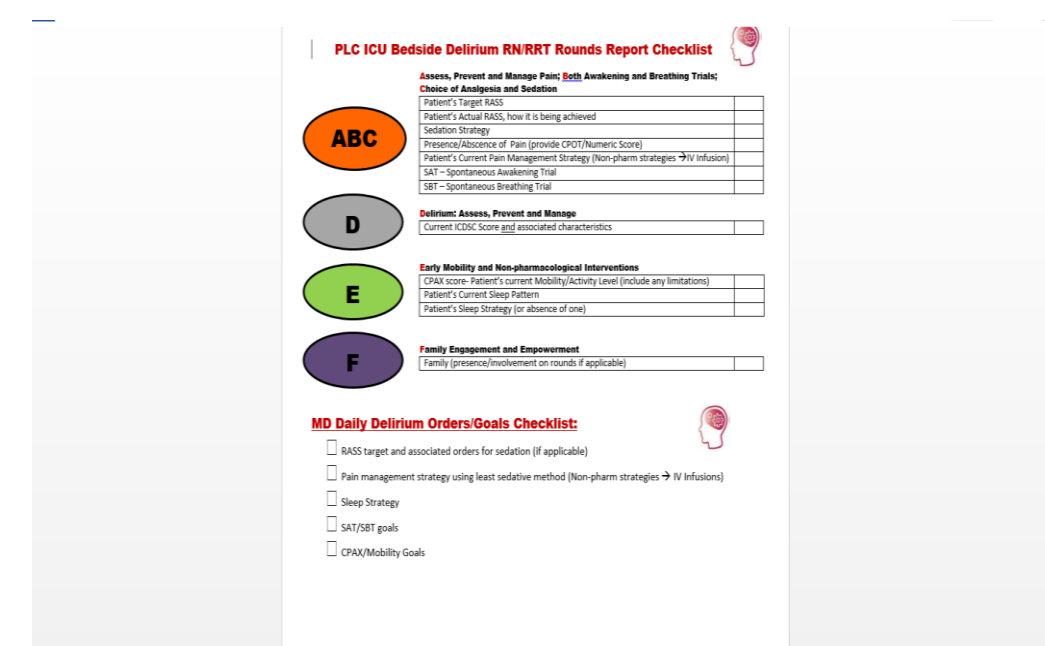 PLC ICU Bedside Delirium RN/RRT Rounds Report Checklist
Assess, Prevent and Manage Pain; Both Awakening and Breathing Trials;
Choice of Analgesia and Sedation
ABC
Patient's Target RASS
Patient's Actual RASS, how it is being achieved
Sedation Strategy
Presence/Abscence of Pain (provide CPOT/Numeric Score)
Patient's Current Pain Management Strategy (Non-pharm strategies →IV Infusion)
SAT – Spontaneous Awakening Trial
SBT – Spontaneous Breathing Trial
D
Delirium: Assess, Prevent and Manage
Current ICDSC Score and associated characteristics
E
Early Mobility and Non-pharmacological Interventions
CPAX score- Patient's current Mobility/Activity Level (include any limitations)
Patient's Current Sleep Pattern
Patient's Sleep Strategy (or absence of one)
F
Family Engagement and Empowerment
Family (presence/involvement on rounds if applicable)
MD Daily Delirium Orders/Goals Checklist:
RASS target and associated orders for sedation (if applicable)
Pain management strategy using least sedative method (Non-pharm strategies → IV Infusions)
Sleep Strategy
SAT/SBT goals
CPAX/Mobility Goals